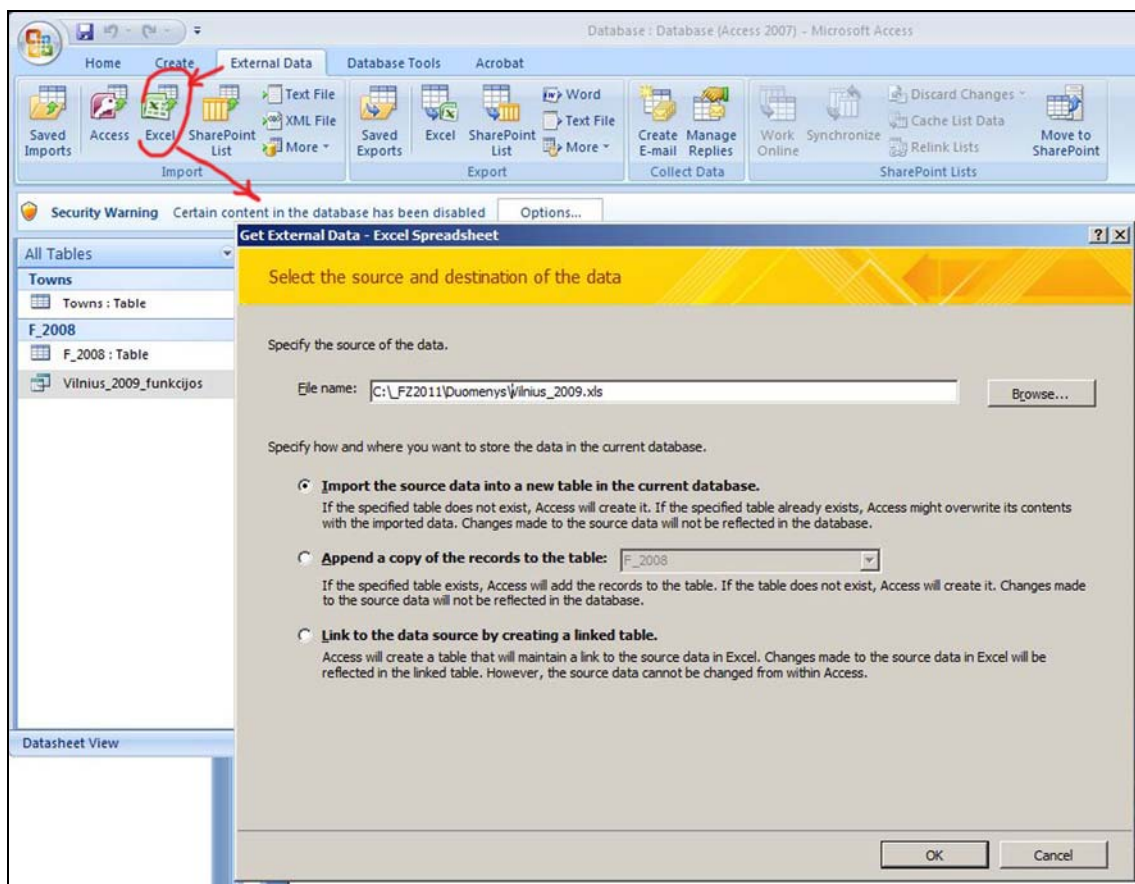 Database : Database (Access 2007) - Microsoft Access
Home Create External Data Database Tools Acrobat
Saved Imports
Access
Excel
SharePoint List
Text File
XML File
More
Import
Saved Exports
Excel
SharePoint List
Word
Text File
More
Export
Create E-mail
Manage Replies
Collect Data
Work Online
Synchronize
Discard Changes
Cache List Data
Relink Lists
Move to SharePoint
SharePoint Lists
Security Warning Certain content in the database has been disabled Options...
All Tables
Towns
Towns : Table
F_2008
F_2008 : Table
Vilnius_2009_funkcijos
Datasheet View
Get External Data - Excel Spreadsheet
Select the source and destination of the data
Specify the source of the data.
File name: C:\_FZ2011\Duomenys\Vilnius_2009.xls Browse...
Specify how and where you want to store the data in the current database.
Import the source data into a new table in the current database.
If the specified table does not exist, Access will create it. If the specified table already exists, Access might overwrite its contents
with the imported data. Changes made to the source data will not be reflected in the database.
Append a copy of the records to the table: F_2008
If the specified table exists, Access will add the records to the table. If the table does not exist, Access will create it. Changes made
to the source data will not be reflected in the database.
Link to the data source by creating a linked table.
Access will create a table that will maintain a link to the source data in Excel. Changes made to the source data in Excel will be
reflected in the linked table. However, the source data cannot be changed from within Access.
OK Cancel